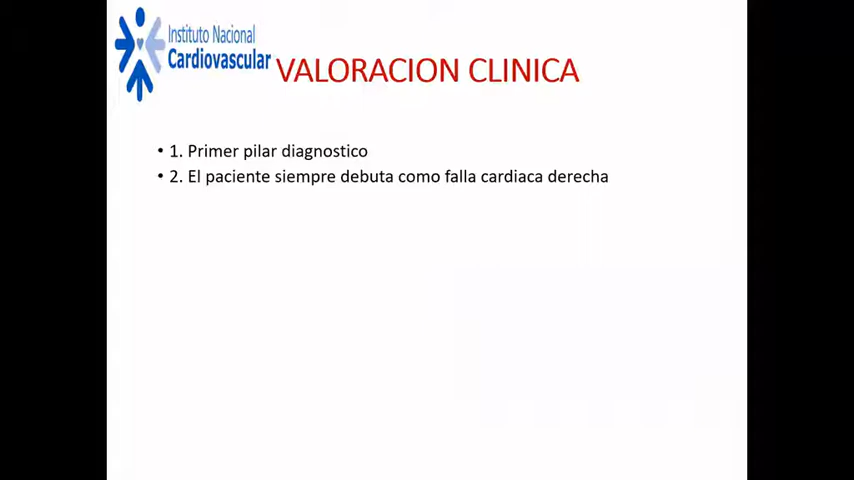 Instituto Nacional
Cardiovascular
VALORACION CLINICA
• 1. Primer pilar diagnostico
• 2. El paciente siempre debuta como falla cardiaca derecha